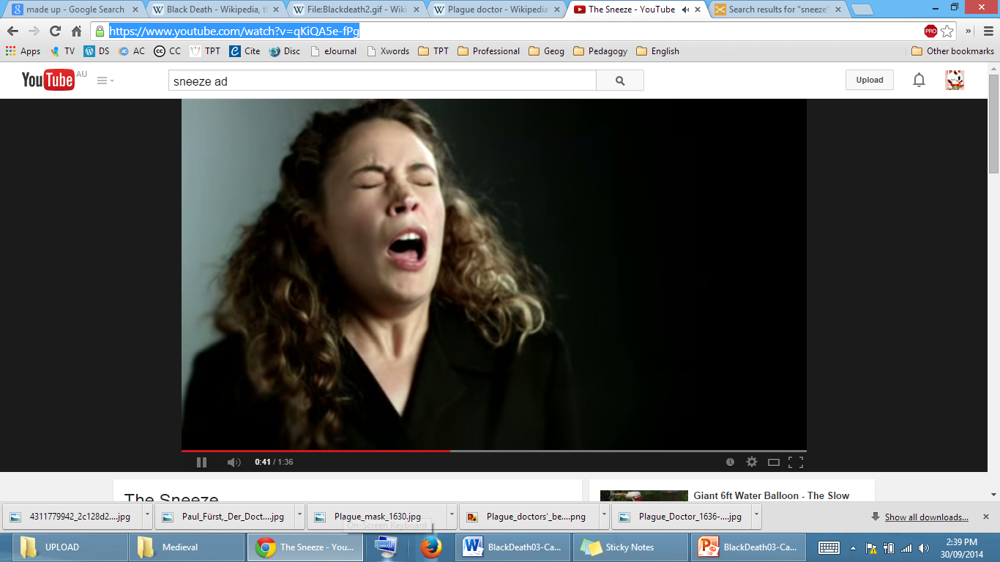 made up - Google Search
Black Death - Wikipedia, th
File:Blackdeath2.gif - Wiki
Plague doctor - Wikipedia
The Sneeze - YouTube
Search results for "sneeze"
https://www.youtube.com/watch?v=qKiQA5e-fPg
PRO
»
Apps
TV
DS
AC
CC
TPT
Cite
Disc
eJournal
Xwords
TPT
Professional
Geog
Pedagogy
English
Other bookmarks
YouTube AU
sneeze ad
Upload
0:41 / 1:36
The Sneeze
Giant 6ft Water Balloon - The Slow
4311779942_2c128d2....jpg
Paul_Fürst,_Der_Doct....jpg
Plague_mask_1630.jpg
Plague_doctors'_be....png
Plague_Doctor_1636-....jpg
Show all downloads...
On-Screen Keyboard
UPLOAD
Medieval
The Sneeze - You...
BlackDeath03-Ca...
Sticky Notes
BlackDeath03-Ca...
2:39 PM
30/09/2014